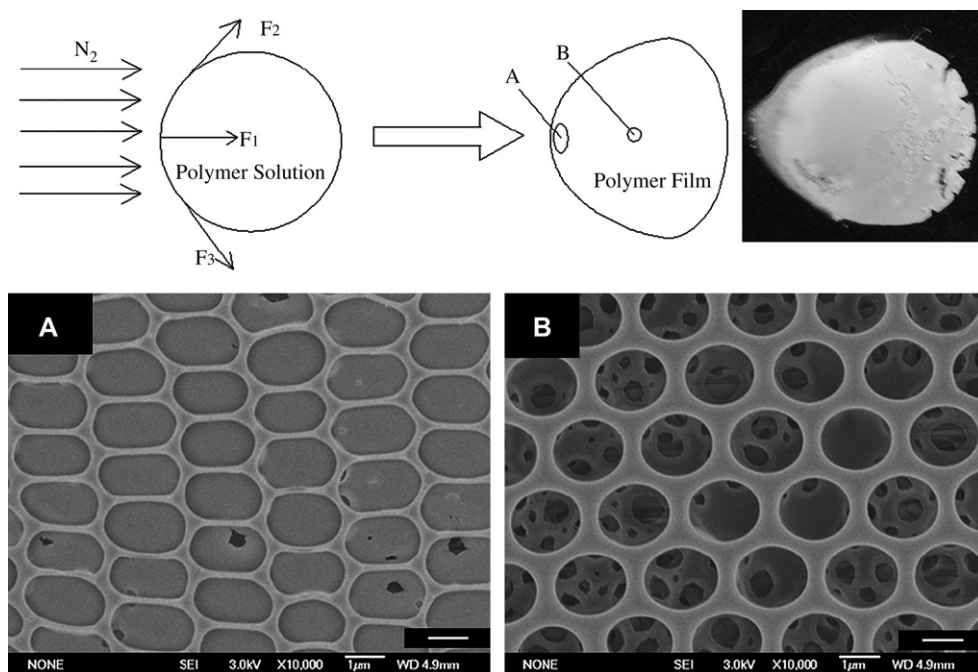 N2
F2
F1
Polymer Solution
F3
A
B
Polymer Film
A
B
NONE SEI 3.0kV X10,000 1µm WD 4.9mm
NONE SEI 3.0kV X10,000 1µm WD 4.9mm